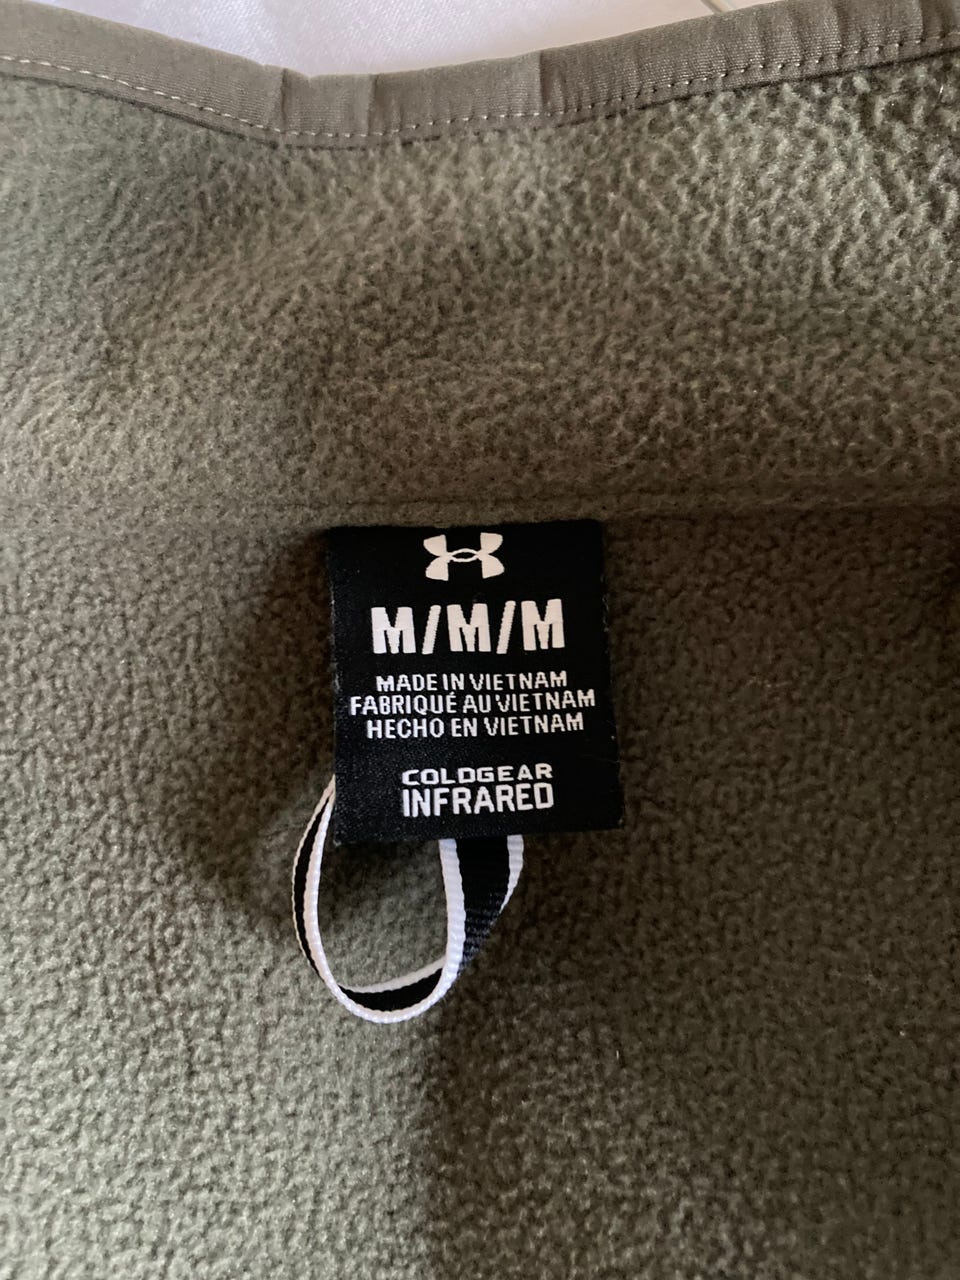 M/M/M
MADE IN VIETNAM
FABRIQUÉ AU VIETNAM
HECHO EN VIETNAM
COLDGEAR
INFRARED